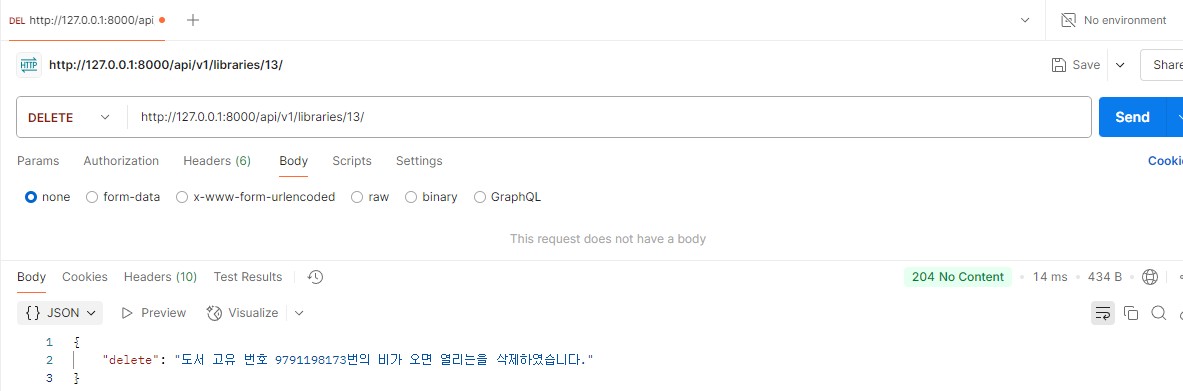 DEL http://127.0.0.1:8000/api
No environment
HTTP http://127.0.0.1:8000/api/v1/libraries/13/
Save
Share
DELETE http://127.0.0.1:8000/api/v1/libraries/13/
Send
Params Authorization Headers (6) Body Scripts Settings
Cooki
none form-data x-www-form-urlencoded raw binary GraphQL
This request does not have a body
Body Cookies Headers (10) Test Results
204 No Content • 14 ms • 434 B
{} JSON Preview Visualize
1 {
2 "delete": "도서 고유 번호 9791198173번의 비가 오면 열리는을 삭제하였습니다."
3 }